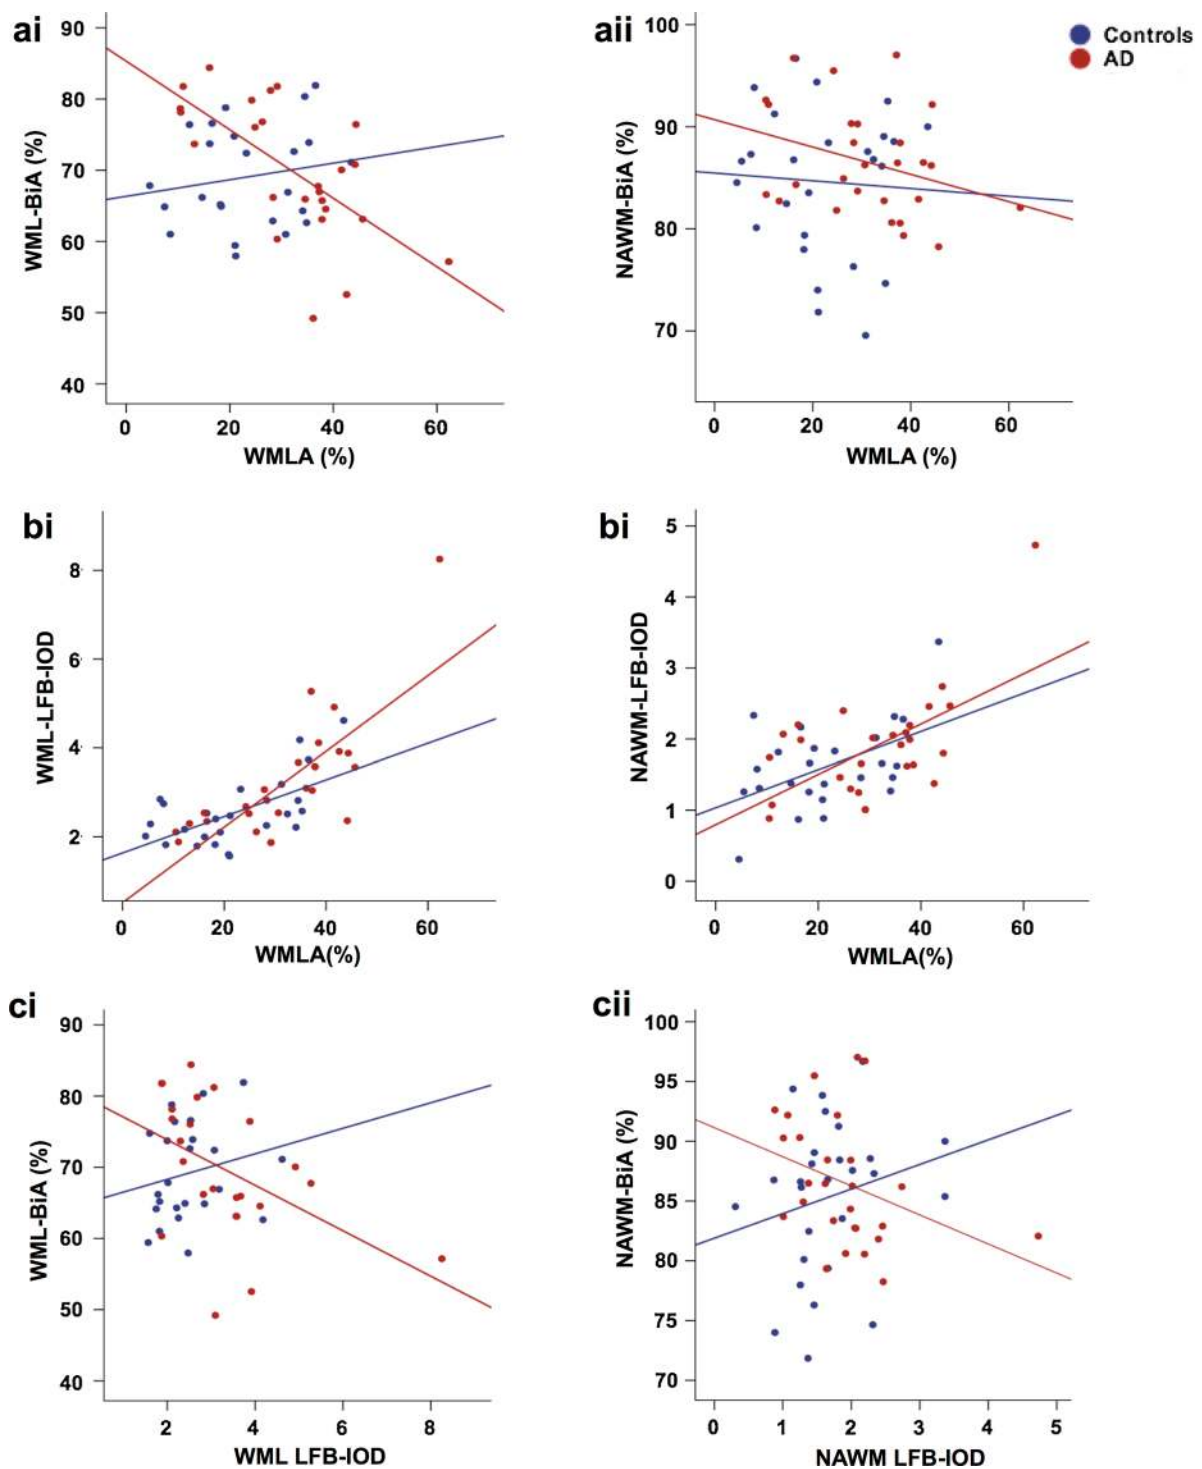 ai
WML-BiA (%)
90
80
70
60
50
40
0 20 40 60
WMLA (%)
aii
NAWM-BiA (%)
100
90
80
70
0 20 40 60
WMLA (%)
Controls
AD
bi
WML-LFB-IOD
8
6
4
2
0 20 40 60
WMLA(%)
bi
NAWM-LFB-IOD
5
4
3
2
1
0
0 20 40 60
WMLA(%)
ci
WML-BiA (%)
90
80
70
60
50
40
2 4 6 8
WML LFB-IOD
cii
NAWM-BiA (%)
100
95
90
85
80
75
70
0 1 2 3 4 5
NAWM LFB-IOD